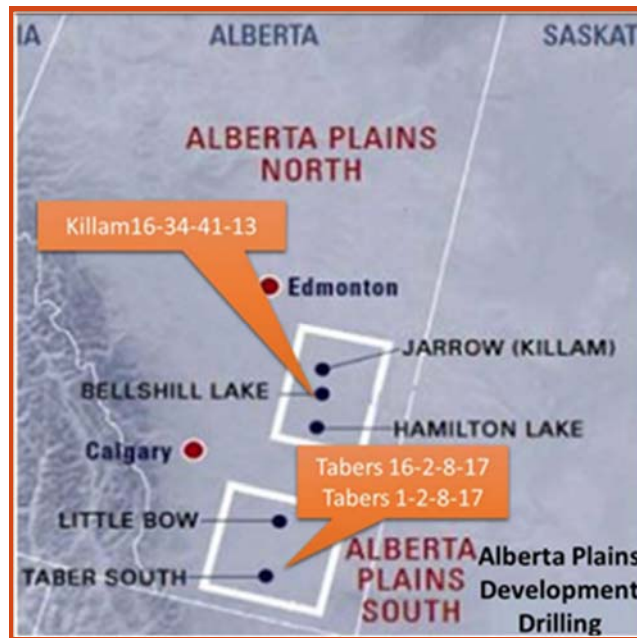 IA
ALBERTA
SASKAT
ALBERTA PLAINS
NORTH
Killam16-34-41-13
Edmonton
JARROW (KILLAM)
BELLSHILL LAKE
HAMILTON LAKE
Calgary
Tabers 16-2-8-17
Tabers 1-2-8-17
LITTLE BOW
TABER SOUTH
ALBERTA
PLAINS
SOUTH
Alberta Plains
Development
Drilling